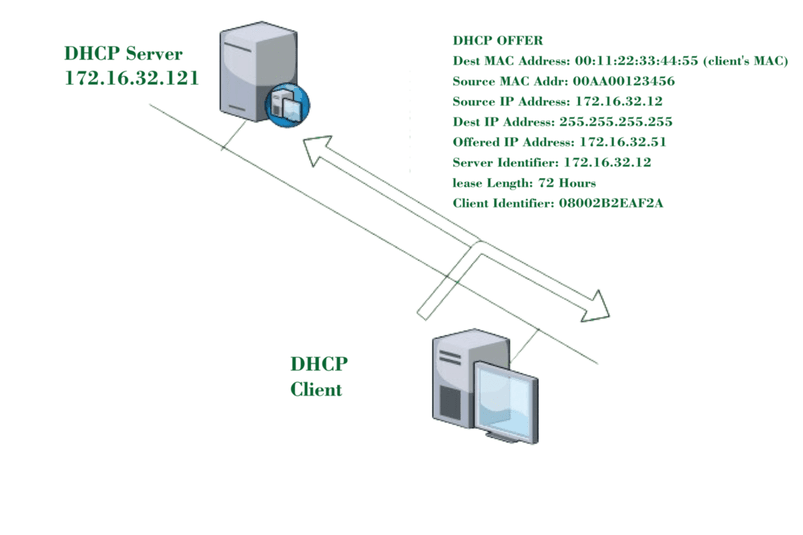 DHCP Server
172.16.32.121
DHCP OFFER
Dest MAC Address: 00:11:22:33:44:55 (client's MAC)
Source MAC Addr: 00AA00123456
Source IP Address: 172.16.32.12
Dest IP Address: 255.255.255.255
Offered IP Address: 172.16.32.51
Server Identifier: 172.16.32.12
lease Length: 72 Hours
Client Identifier: 08002B2EAF2A
DHCP
Client